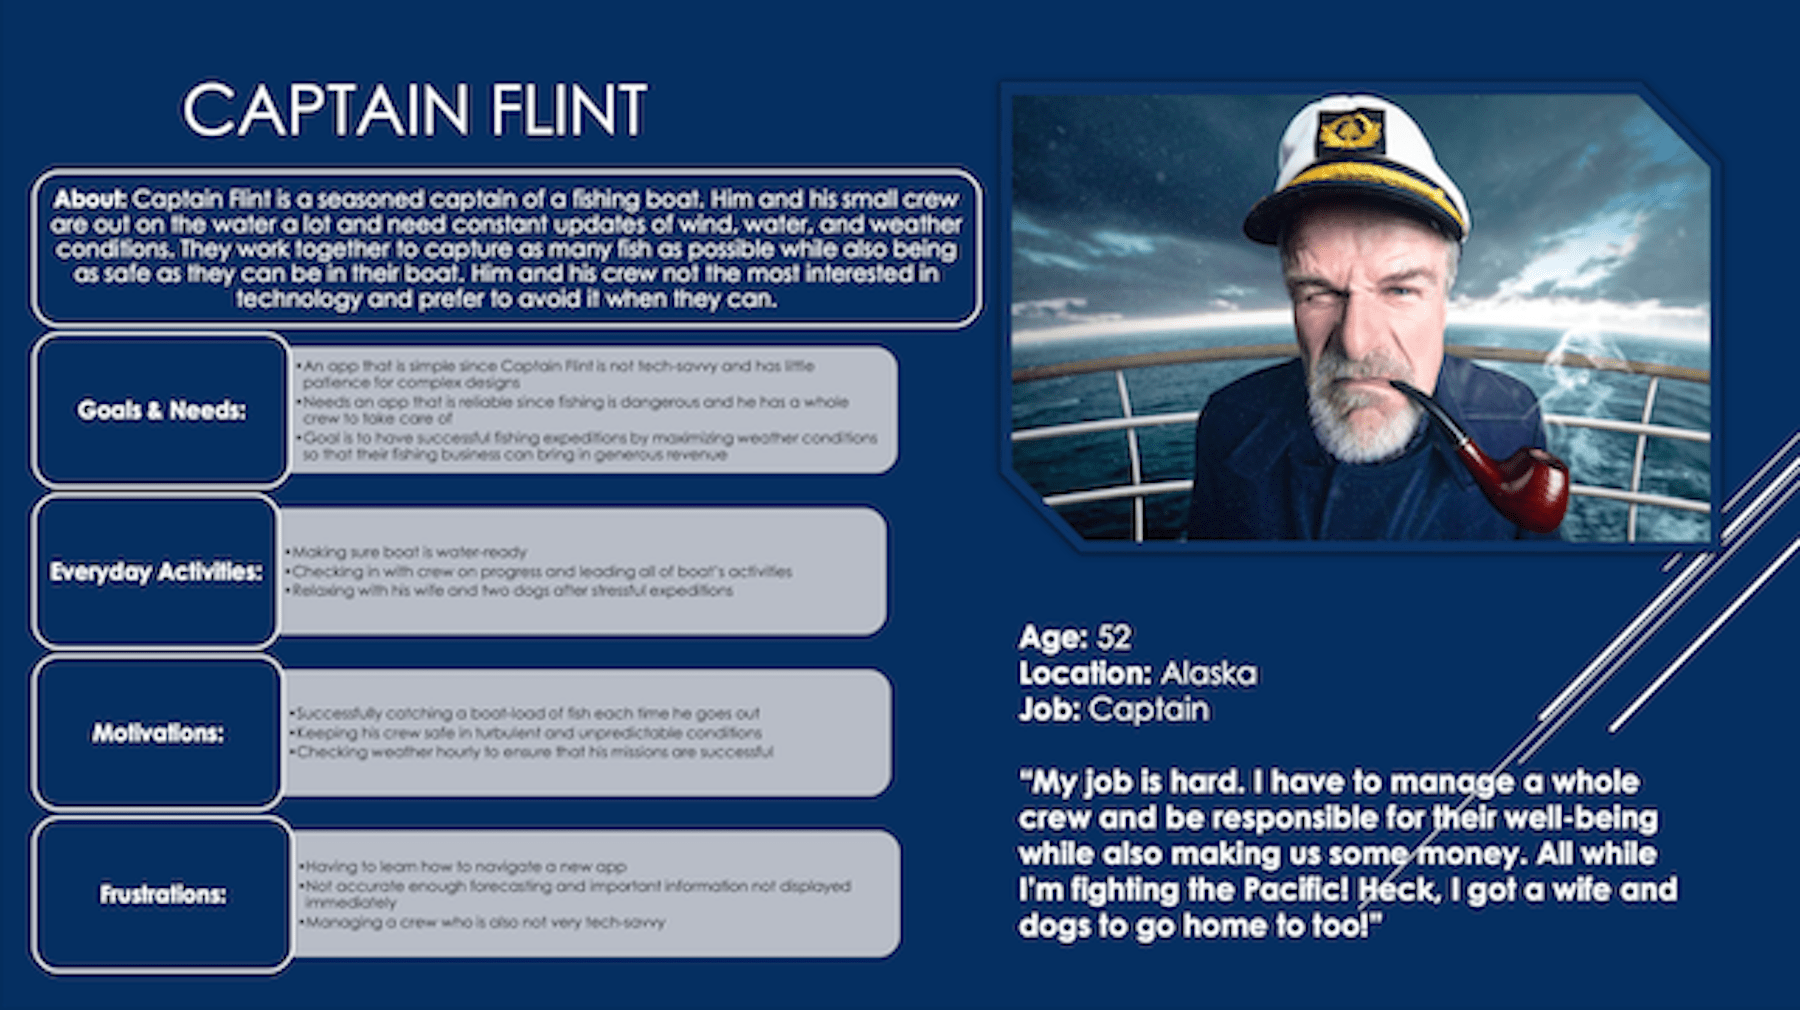 CAPTAIN FLINT
About: Captain Flint is a seasoned captain of a fishing boat. Him and his small crew
are out on the water a lot and need constant updates of wind, water, and weather
conditions. They work together to capture as many fish as possible while also being
as safe as they can be in their boat. Him and his crew not the most interested in
technology and prefer to avoid it when they can.
Goals & Needs:
•An app that is simple since Captain Flint is not tech-savvy and has little
patience for complex designs
•Needs an app that is reliable since fishing is dangerous and he has a whole
crew to take care of
•Goal is to have successful fishing expeditions by maximizing weather conditions
so that their fishing business can bring in generous revenue
Everyday Activities:
•Making sure boat is water-ready
•Checking in with crew on progress and leading all of boat's activities
•Relaxing with his wife and two dogs after stressful expeditions
Motivations:
•Successfully catching a boat-load of fish each time he goes out
•Keeping his crew safe in turbulent and unpredictable conditions
•Checking weather hourly to ensure that his missions are successful
Frustrations:
•Having to learn how to navigate a new app
•Not accurate enough forecasting and important information not displayed
immediately
•Managing a crew who is also not very tech-savvy
Age: 52
Location: Alaska
Job: Captain
"My job is hard. I have to manage a whole
crew and be responsible for their well-being
while also making us some money. All while
I'm fighting the Pacific! Heck, I got a wife and
dogs to go home to too!"